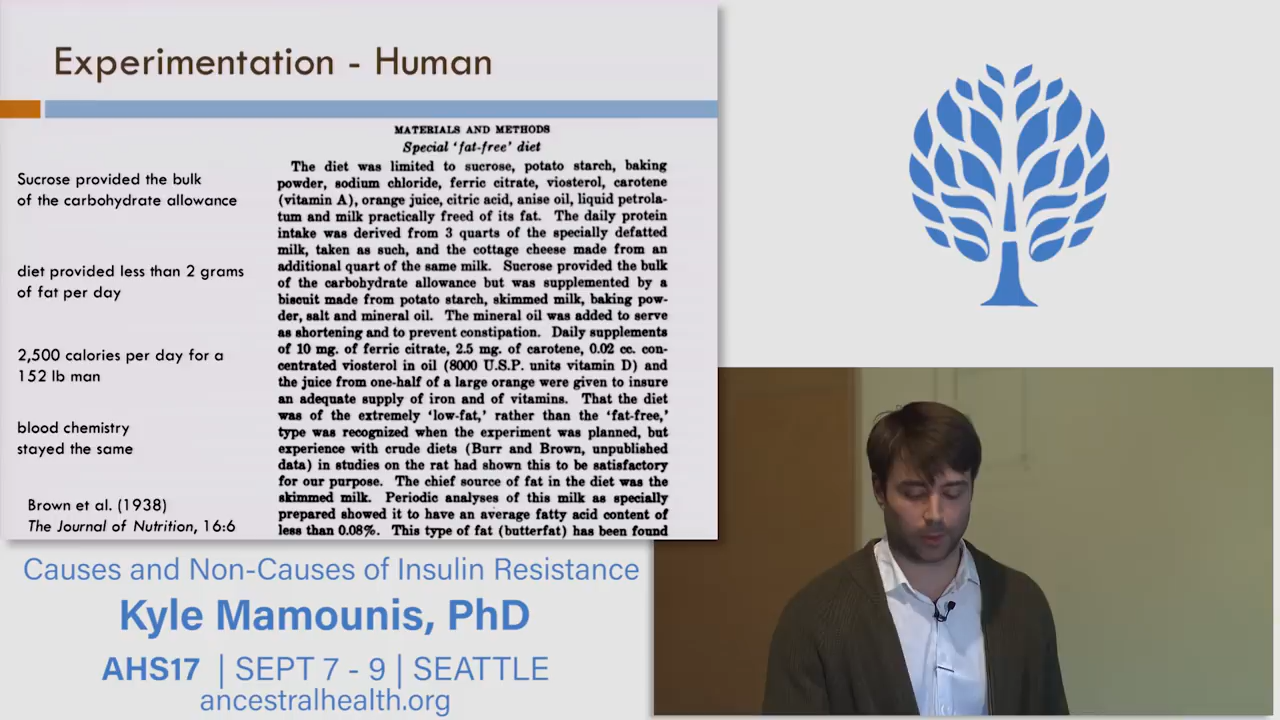 Experimentation - Human
Sucrose provided the bulk
of the carbohydrate allowance
diet provided less than 2 grams
of fat per day
2,500 calories per day for a
152 lb man
blood chemistry
stayed the same
Brown et al. (1938)
The Journal of Nutrition, 16:6
MATERIALS AND METHODS
Special 'fat-free' diet
The diet was limited to sucrose, potato starch, baking
powder, sodium chloride, ferric citrate, viosterol, carotene
(vitamin A), orange juice, citric acid, anise oil, liquid petrola-
tum and milk practically freed of its fat. The daily protein
intake was derived from 3 quarts of the specially defatted
milk, taken as such, and the cottage cheese made from an
additional quart of the same milk. Sucrose provided the bulk
of the carbohydrate allowance but was supplemented by a
biscuit made from potato starch, skimmed milk, baking pow-
der, salt and mineral oil. The mineral oil was added to serve
as shortening and to prevent constipation. Daily supplements
of 10 mg. of ferric citrate, 2.5 mg. of carotene, 0.02 cc. con-
centrated viosterol in oil (8000 U.S.P. units vitamin D) and
the juice from one-half of a large orange were given to insure
an adequate supply of iron and of vitamins. That the diet
was of the extremely 'low-fat,' rather than the 'fat-free,'
type was recognized when the experiment was planned, but
experience with crude diets (Burr and Brown, unpublished
data) in studies on the rat had shown this to be satisfactory
for our purpose. The chief source of fat in the diet was the
skimmed milk. Periodic analyses of this milk as specially
prepared showed it to have an average fatty acid content of
less than 0.08%. This type of fat (butterfat) has been found
Causes and Non-Causes of Insulin Resistance
Kyle Mamounis, PhD
AHS17 | SEPT 7 - 9 | SEATTLE
ancestralhealth.org